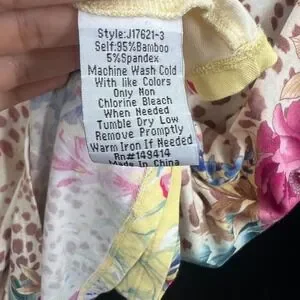 Style:J17621-3
Self:95%Bamboo
5%Spandex
Machine Wash Cold
With like Colors
Only Non
Chlorine Bleach
When Needed
Tumble Dry Low
Remove Promptly
Warm Iron If Needed
Rn#149414
Made In China